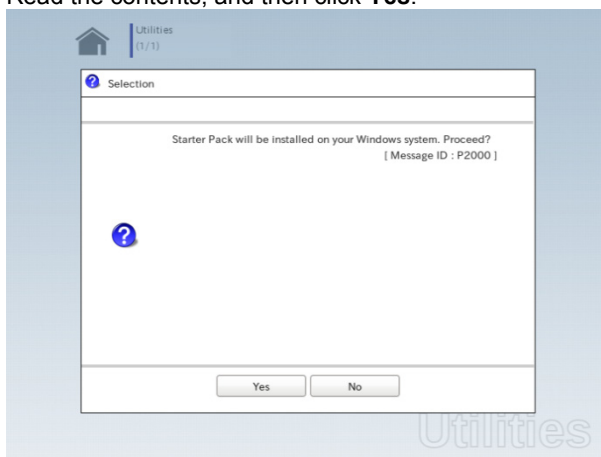 Read the contents, and then click Yes.
Utilities
(1/1)
Selection
Starter Pack will be installed on your Windows system. Proceed?
[ Message ID : P2000 ]
Yes
No
Utilities